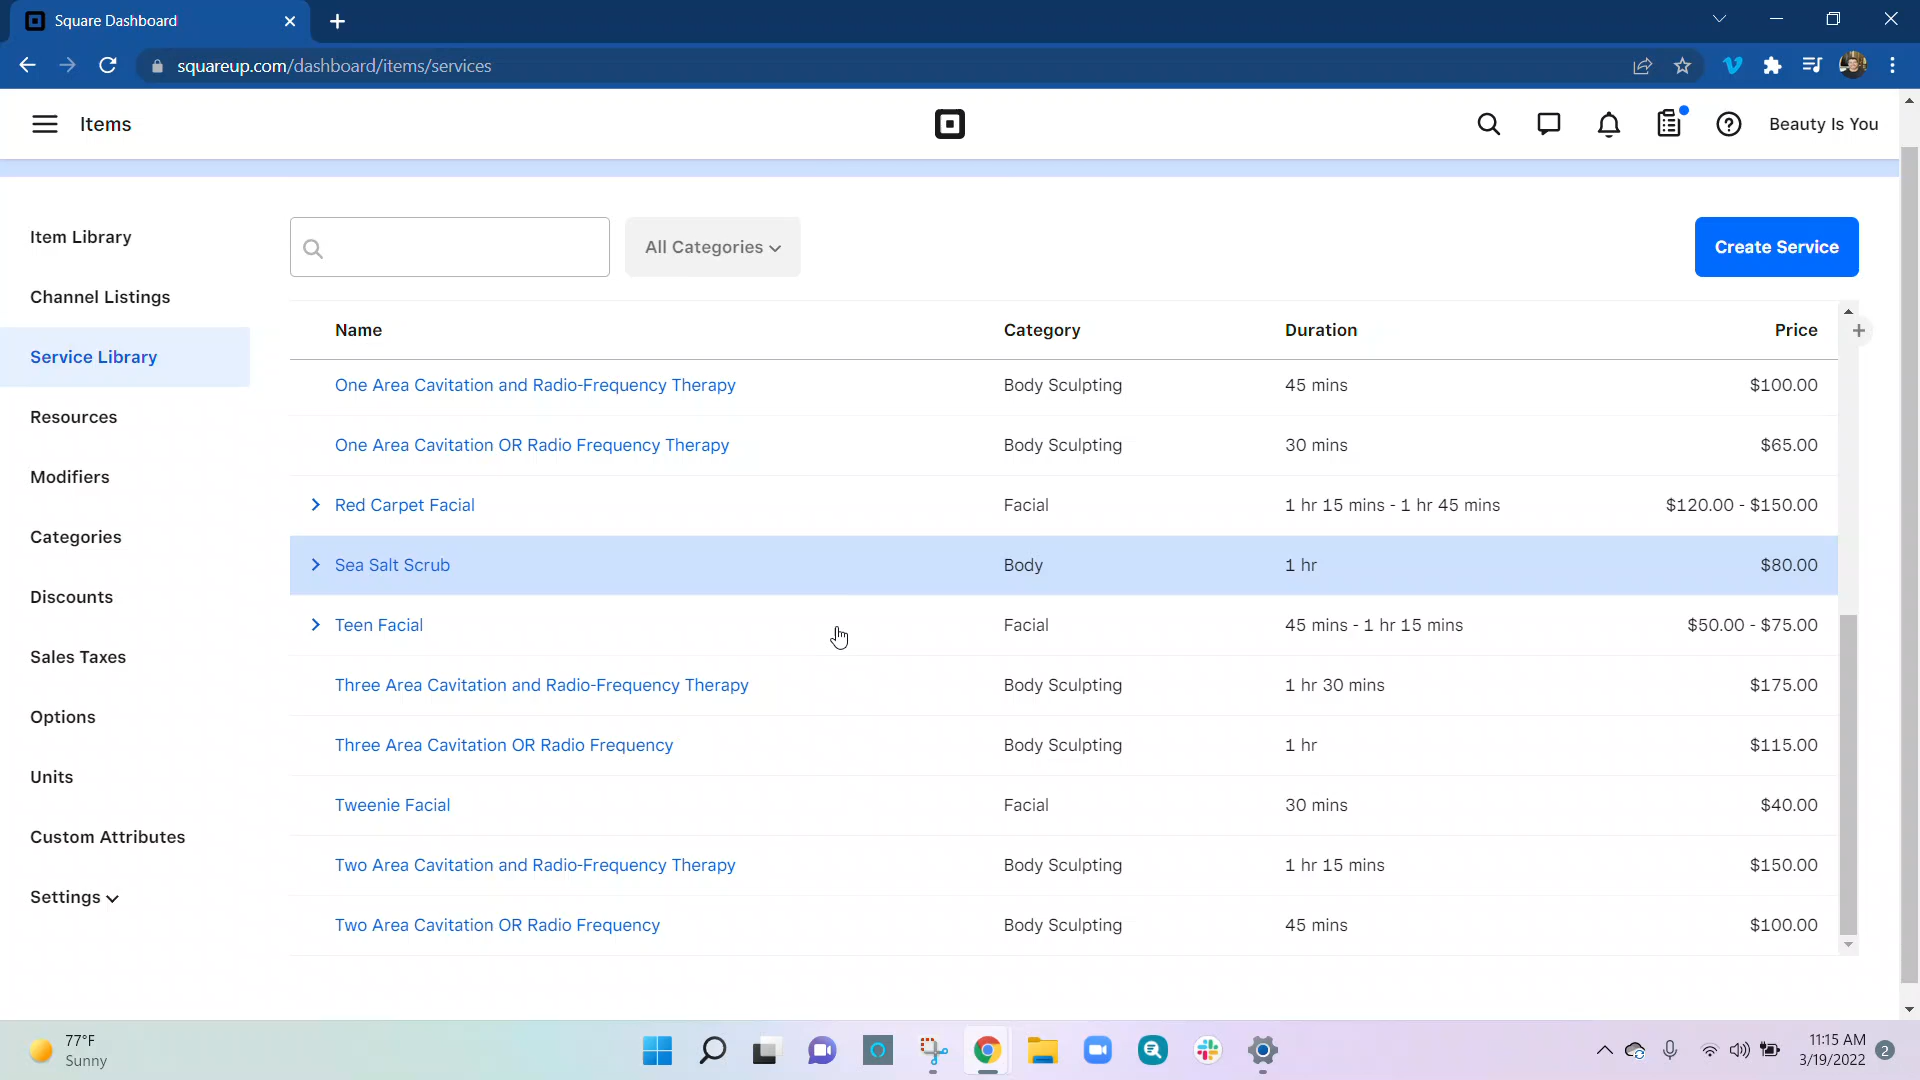 Square Dashboard
squareup.com/dashboard/items/services
Items
Beauty Is You
Item Library
Channel Listings
Service Library
Resources
Modifiers
Categories
Discounts
Sales Taxes
Options
Units
Custom Attributes
Settings
All Categories
Create Service
Name Category Duration Price
One Area Cavitation and Radio-Frequency Therapy Body Sculpting 45 mins $100.00
One Area Cavitation OR Radio Frequency Therapy Body Sculpting 30 mins $65.00
Red Carpet Facial Facial 1 hr 15 mins - 1 hr 45 mins $120.00 - $150.00
Sea Salt Scrub Body 1 hr $80.00
Teen Facial Facial 45 mins - 1 hr 15 mins $50.00 - $75.00
Three Area Cavitation and Radio-Frequency Therapy Body Sculpting 1 hr 30 mins $175.00
Three Area Cavitation OR Radio Frequency Body Sculpting 1 hr $115.00
Tweenie Facial Facial 30 mins $40.00
Two Area Cavitation and Radio-Frequency Therapy Body Sculpting 1 hr 15 mins $150.00
Two Area Cavitation OR Radio Frequency Body Sculpting 45 mins $100.00
77°F
Sunny
11:15 AM
3/19/2022
2